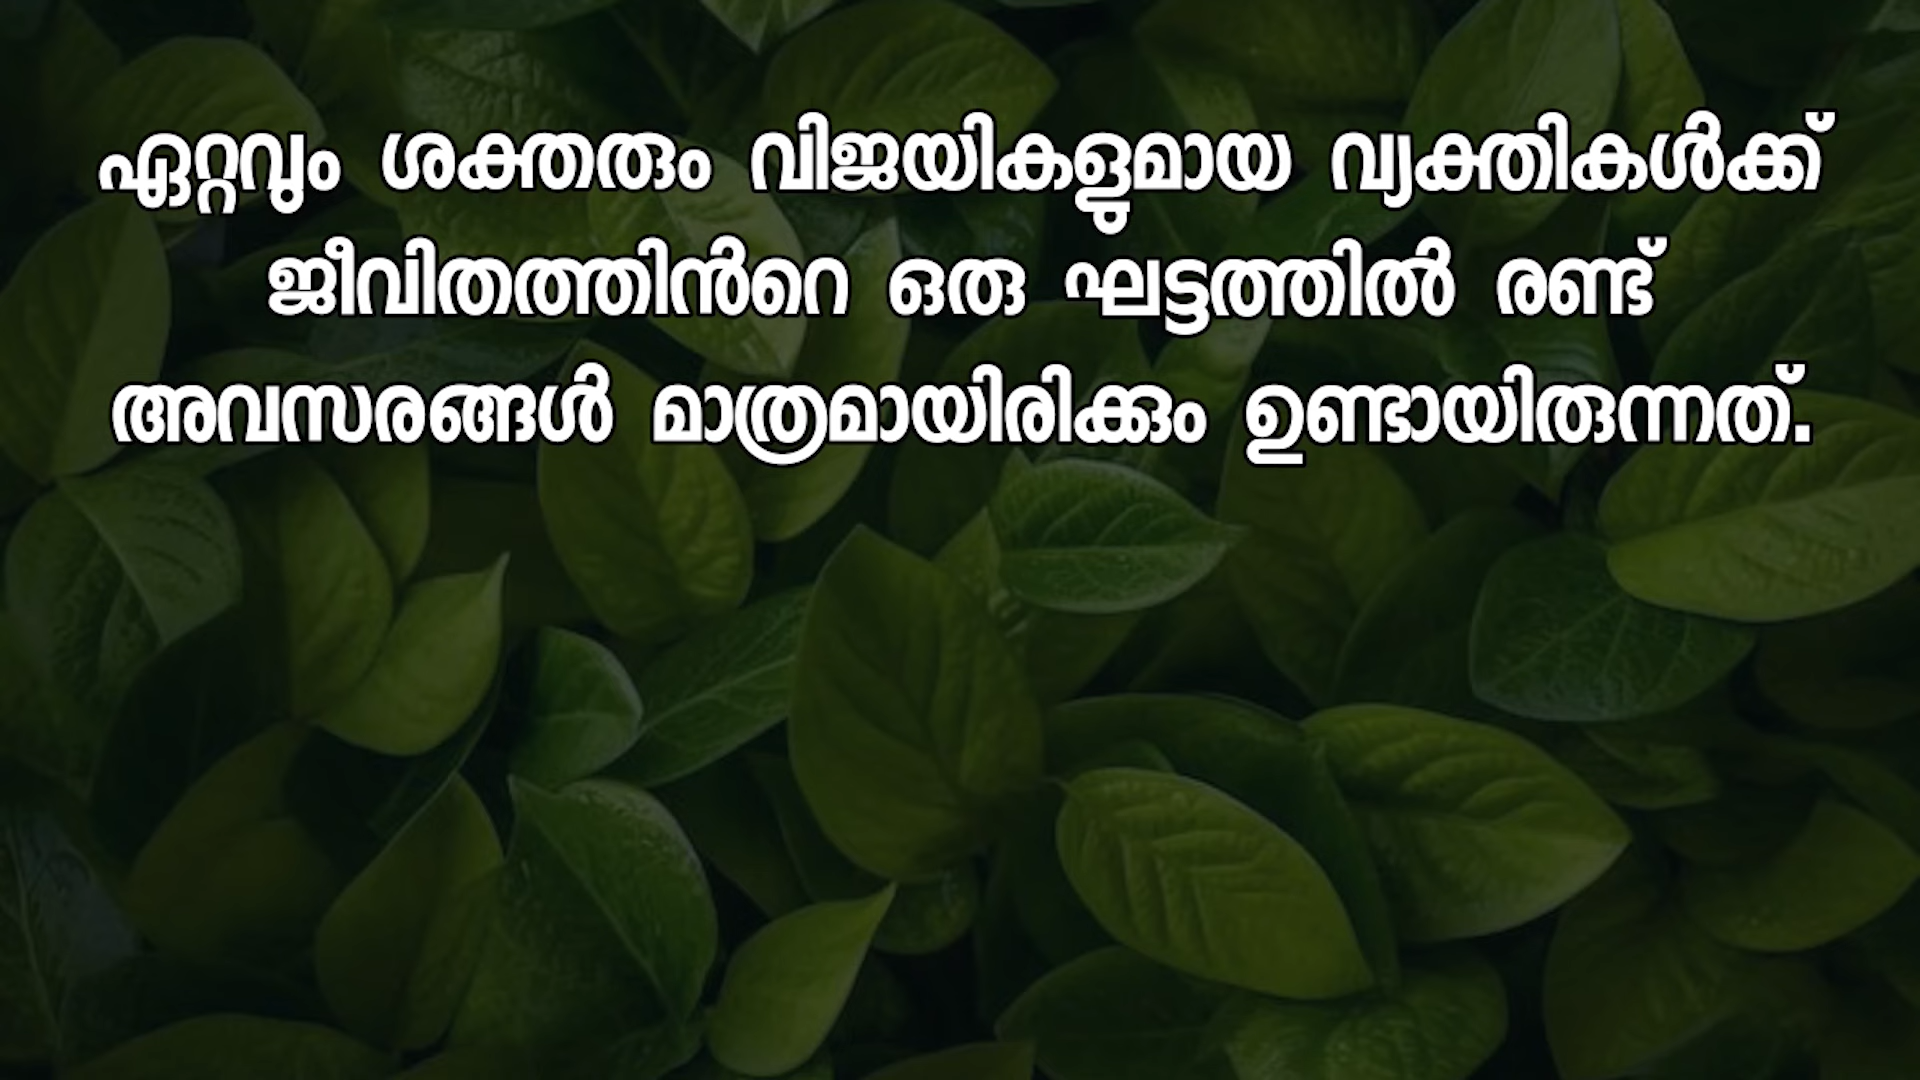 ഏറ്റവും ശക്തരും വിജയികളുമായ വ്യക്തികൾക്ക്
ജീവിതത്തിൻറെ ഒരു ഘട്ടത്തിൽ രണ്ട്
അവസരങ്ങൾ മാത്രമായിരിക്കും ഉണ്ടായിരുന്നത്.